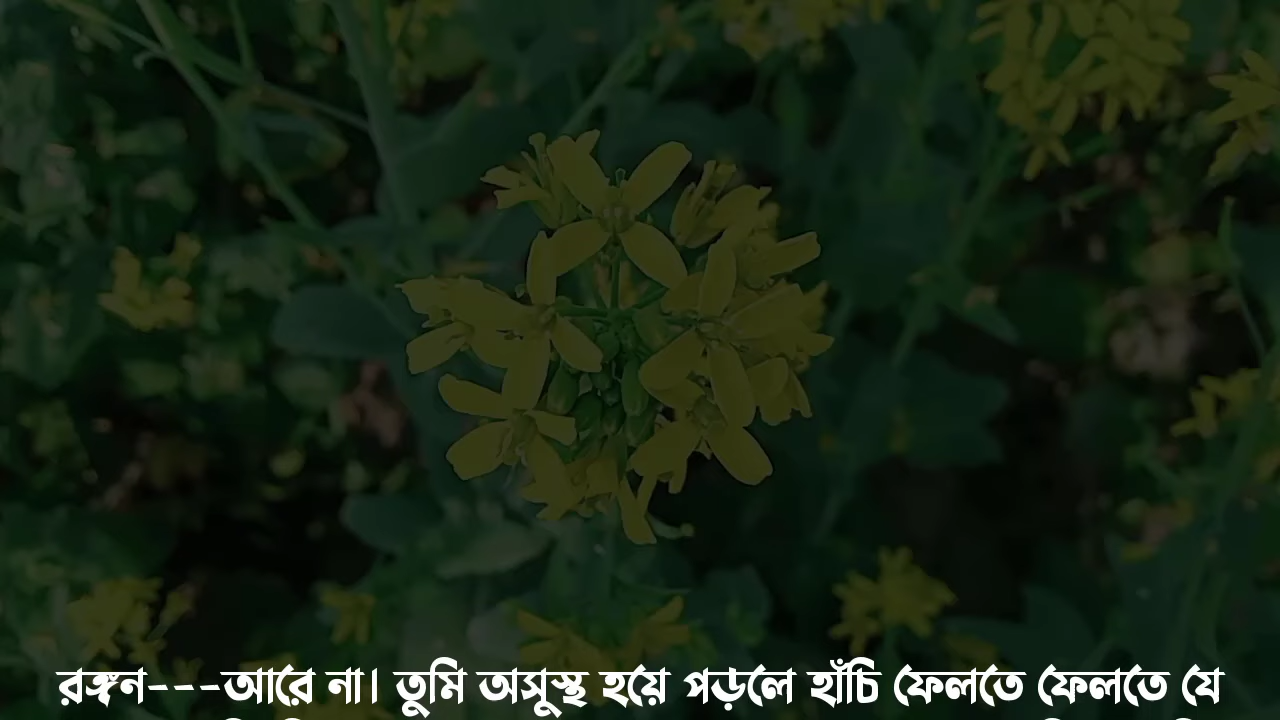 রঙ্গন---আরে না। তুমি অসুস্থ হয়ে পড়লে হাঁচি ফেলতে ফেলতে যে